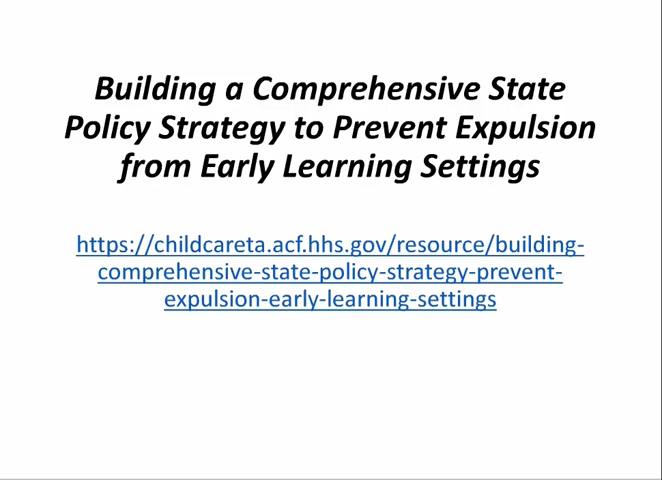 Building a Comprehensive State
Policy Strategy to Prevent Expulsion
from Early Learning Settings
https://childcareta.acf.hhs.gov/resource/building-
comprehensive-state-policy-strategy-prevent-
expulsion-early-learning-settings